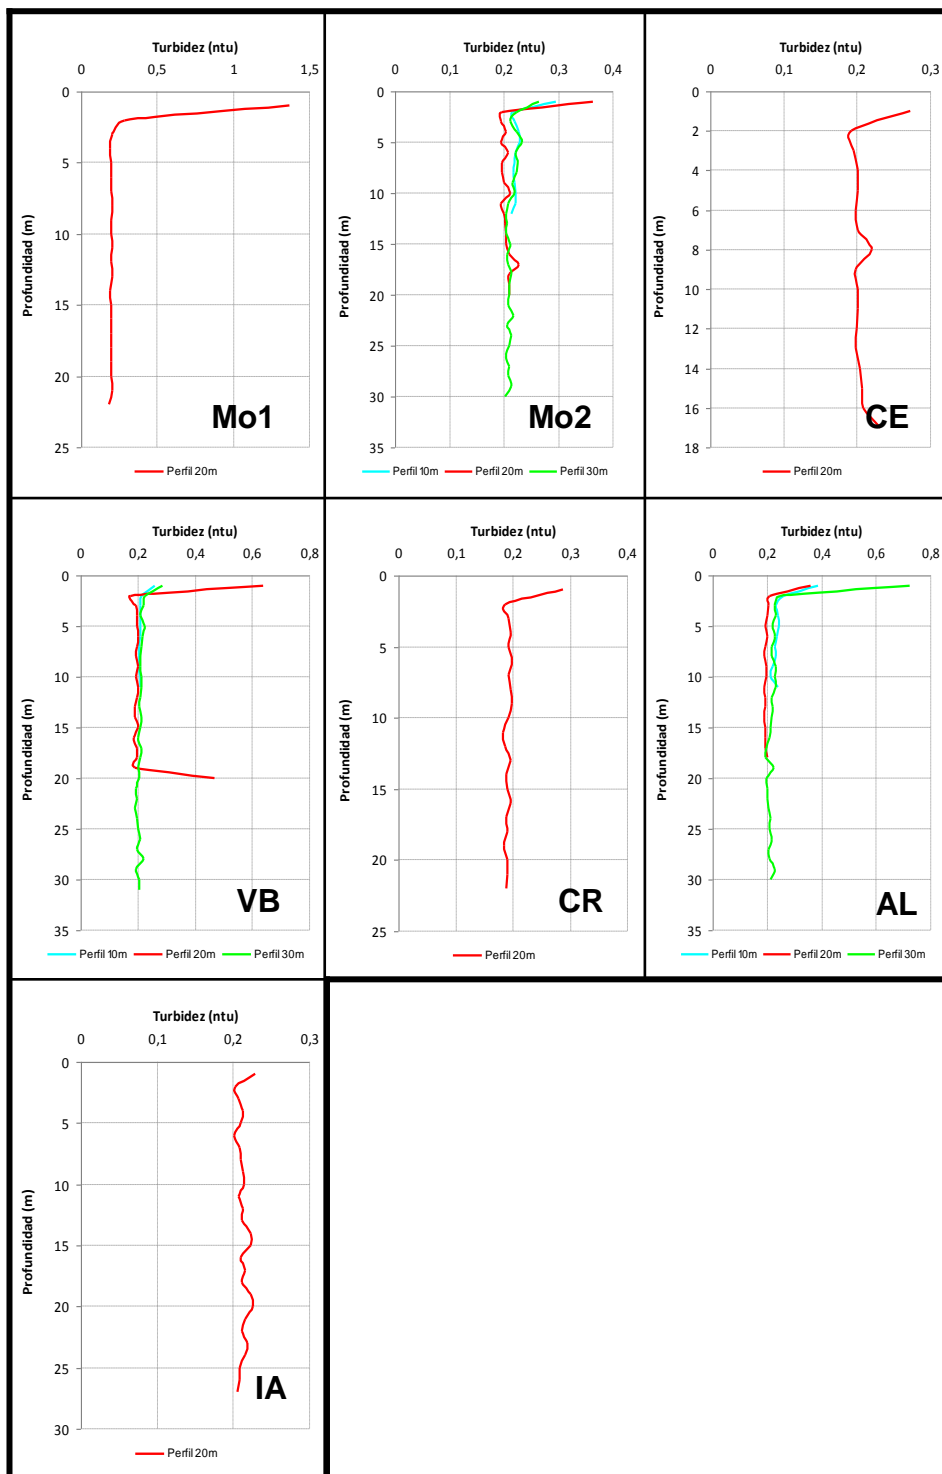 Turbidez (ntu)
0 0,5 1 1,5
Profundidad (m)
0
5
10
15
20
25
Mo1
Perfil 20m
Turbidez (ntu)
0 0,1 0,2 0,3 0,4
Profundidad (m)
0
5
10
15
20
25
30
35
Mo2
Perfil 10m Perfil 20m Perfil 30m
Turbidez (ntu)
0 0,1 0,2 0,3
Profundidad (m)
0
2
4
6
8
10
12
14
16
18
CE
Perfil 20m
Turbidez (ntu)
0 0,2 0,4 0,6 0,8
Profundidad (m)
0
5
10
15
20
25
30
35
VB
Perfil 10m Perfil 20m Perfil 30m
Turbidez (ntu)
0 0,1 0,2 0,3 0,4
Profundidad (m)
0
5
10
15
20
25
CR
Perfil 20m
Turbidez (ntu)
0 0,2 0,4 0,6 0,8
Profundidad (m)
0
5
10
15
20
25
30
35
AL
Perfil 10m Perfil 20m Perfil 30m
Turbidez (ntu)
0 0,1 0,2 0,3
Profundidad (m)
0
5
10
15
20
25
30
IA
Perfil 20m